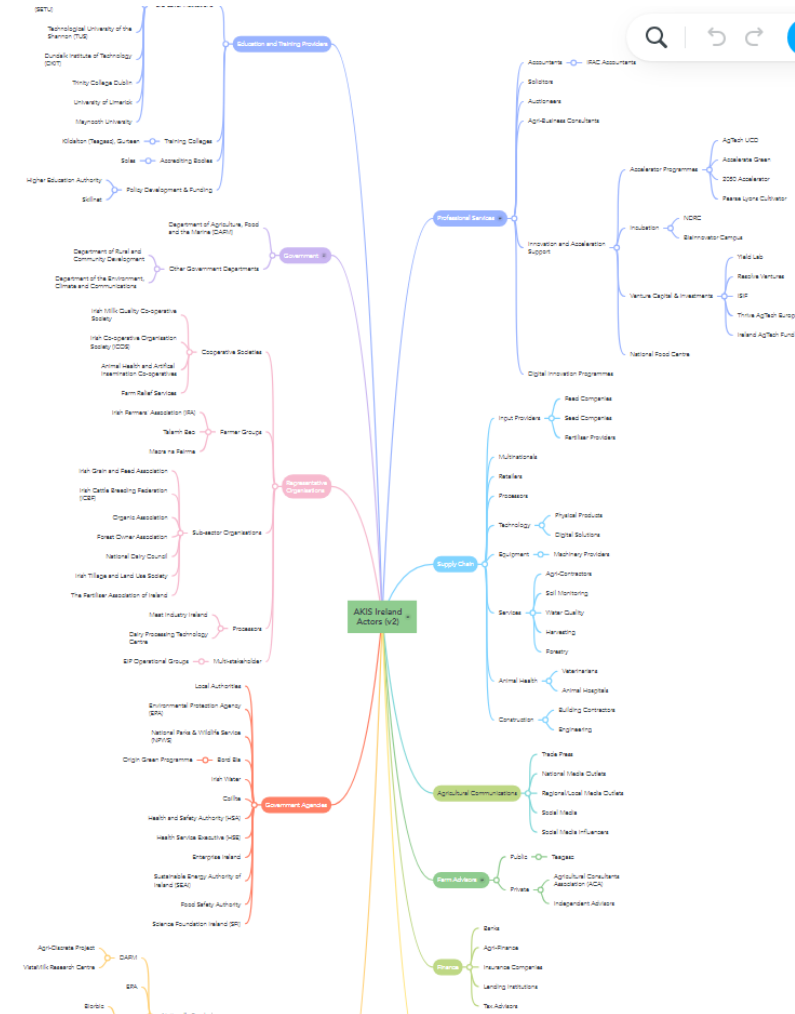 (SETU)
Technological University of the
Shannon (TUS)
Dundalk Institute of Technology
(DKIT)
Trinity College Dublin
University of Limerick
Maynooth University
Education and Training Providers
Kildalton (Teagasc), Gurteen
Training Colleges
Solas
Accrediting Bodies
Higher Education Authority
Skillnet
Policy Development & Funding
Department of Agriculture, Food
and the Marine (DAFM)
Department of Rural and
Community Development
Department of the Environment,
Climate and Communications
Other Government Departments
Government
Irish Milk Quality Co-operative
Society
Irish Co-operative Organisation
Society (ICOS)
Animal Health and Artifical
Insemination Co-operatives
Farm Relief Services
Cooperative Societies
Irish Farmers' Association (IFA)
Talamh Beo
Macra na Feirme
Farmer Groups
Representative
Organisations
Irish Grain and Feed Association
Irish Cattle Breeding Federation
(ICBF)
Organic Association
Forest Owner Association
National Dairy Council
Irish Tillage and Land Use Society
The Fertiliser Association of Ireland
Sub-sector Organisations
Meat Industry Ireland
Dairy Processing Technology
Centre
Processors
EIP Operational Groups
Multi-stakeholder
Local Authorities
Environmental Protection Agency
(EPA)
National Parks & Wildlife Service
(NPWS)
Origin Green Programme
Bord Bia
Irish Water
Coillte
Health and Safety Authority (HSA)
Health Service Executive (HSE)
Enterprise Ireland
Sustainable Energy Authority of
Ireland (SEAI)
Food Safety Authority
Science Foundation Ireland (SFI)
Government Agencies
Agri-Discrete Project
VistaMilk Research Centre
DAFM
EPA
Biorbic
AKIS Ireland
Actors (v2)
Professional Services
Accountants
IFAC Accountants
Solicitors
Auctioneers
Agri-Business Consultants
Innovation and Acceleration
Support
Accelerator Programmes
AgTech UCD
Accelerate Green
2050 Accelerator
Pearse Lyons Cultivator
Incubation
NDRC
BiaInnovator Campus
Venture Capital & Investments
Yield Lab
Resolve Ventures
ISIF
Thrive AgTech Europ
Ireland AgTech Fund
National Food Centre
Digital Innovation Programmes
Supply Chain
Input Providers
Feed Companies
Seed Companies
Fertiliser Providers
Multinationals
Retailers
Processors
Technology
Physical Products
Digital Solutions
Equipment
Machinery Providers
Services
Agri-Contractors
Soil Monitoring
Water Quality
Harvesting
Forestry
Animal Health
Veterinarians
Animal Hospitals
Construction
Building Contractors
Engineering
Agricultural Communications
Trade Press
National Media Outlets
Regional/Local Media Outlets
Social Media
Social Media Influencers
Farm Advisors
Public
Teagasc
Private
Agricultural Consultants
Association (ACA)
Independent Advisors
Finance
Banks
Agri-Finance
Insurance Companies
Lending Institutions
Tax Advisors